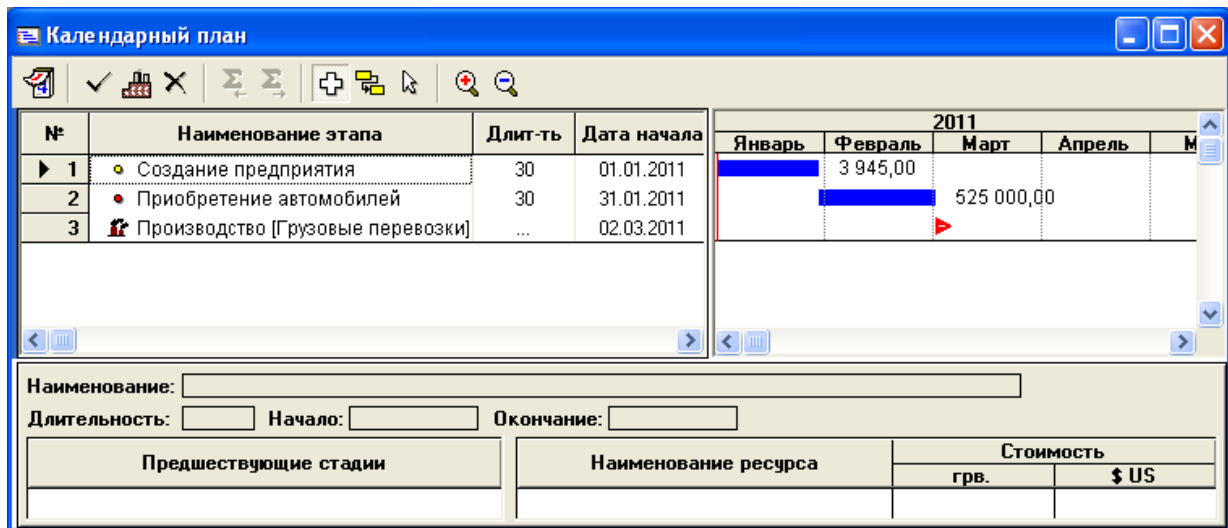 Календарный план
№ Наименование этапа Длит-ть Дата начала
2011
Январь Февраль Март Апрель М
1 Создание предприятия 30 01.01.2011 3 945,00
2 Приобретение автомобилей 30 31.01.2011 525 000,00
3 Производство [Грузовые перевозки] ... 02.03.2011
Наименование:
Длительность: Начало: Окончание:
Предшествующие стадии Наименование ресурса Стоимость
грв. $ US